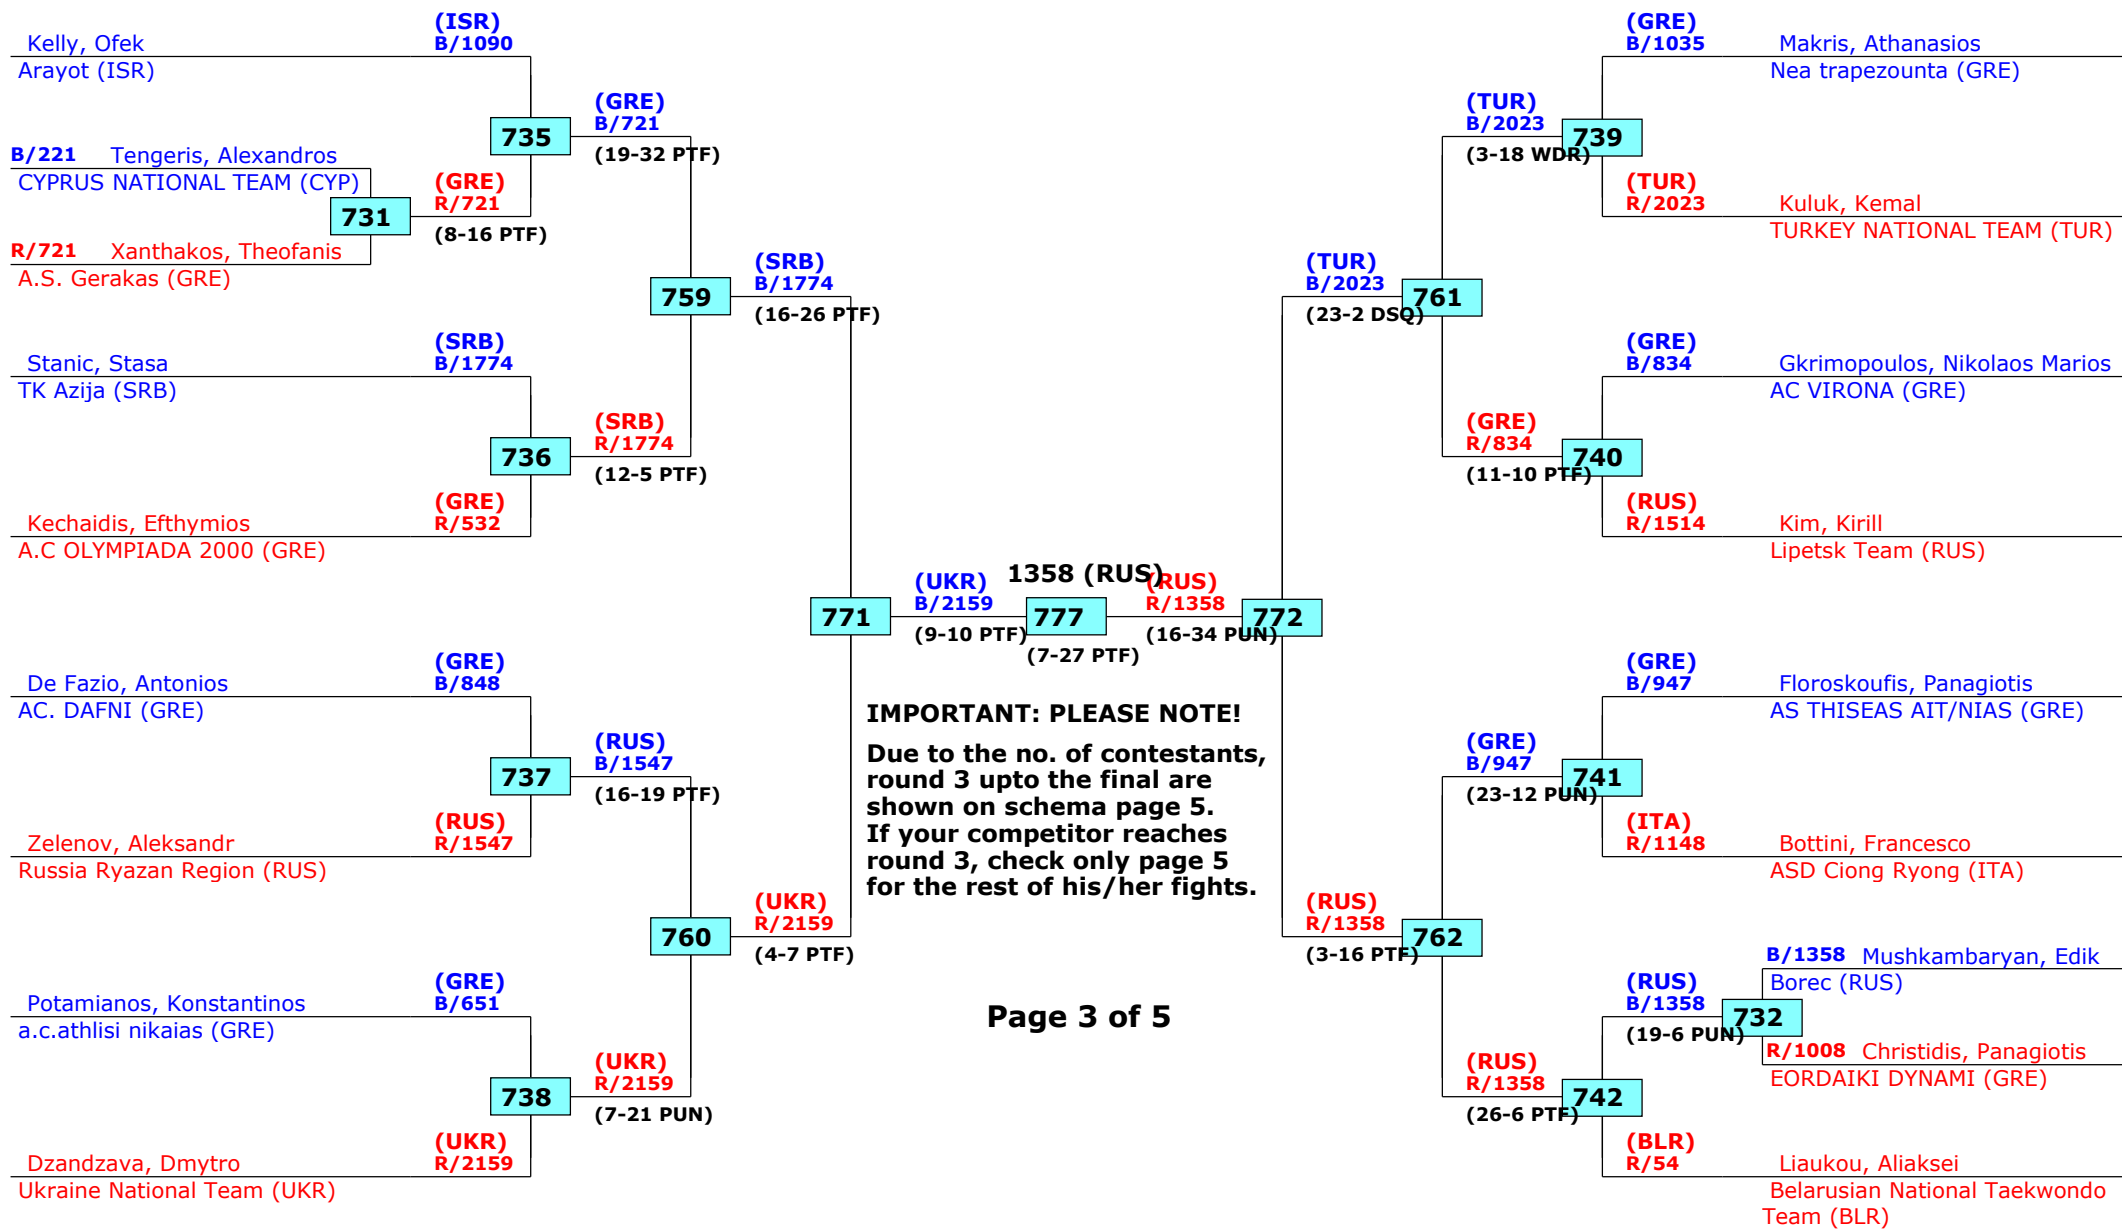 (ISR)
Kelly, Ofek
B/1090
Arayot (ISR)
(GRE)
B/721
735
(19-32 PTF)
B/221 Tengeris, Alexandros
CYPRUS NATIONAL TEAM (CYP)
(GRE)
R/721
731
(8-16 PTF)
R/721 Xanthakos, Theofanis
A.S. Gerakas (GRE)
(SRB)
B/1774
759
(16-26 PTF)
(SRB)
Stanic, Stasa
B/1774
TK Azija (SRB)
(SRB)
R/1774
736
(12-5 PTF)
(GRE)
Kechaidis, Efthymios
R/532
A.C OLYMPIADA 2000 (GRE)
771
(UKR)
B/2159
(9-10 PTF)
1358 (RUS)
777
(7-27 PTF)
(RUS)
R/1358
772
(16-34 PUN)
(GRE)
De Fazio, Antonios
B/848
AC. DAFNI (GRE)
(RUS)
B/1547
737
(16-19 PTF)
(RUS)
Zelenov, Aleksandr
R/1547
Russia Ryazan Region (RUS)
(UKR)
R/2159
760
(4-7 PTF)
(GRE)
Potamianos, Konstantinos
B/651
a.c.athlisi nikaias (GRE)
(UKR)
R/2159
738
(7-21 PUN)
(UKR)
Dzandzava, Dmytro
R/2159
Ukraine National Team (UKR)
IMPORTANT: PLEASE NOTE!
Due to the no. of contestants,
round 3 upto the final are
shown on schema page 5.
If your competitor reaches
round 3, check only page 5
for the rest of his/her fights.
Page 3 of 5
(GRE)
B/1035
Makris, Athanasios
Nea trapezounta (GRE)
(TUR)
B/2023
739
(3-18 WDR)
(TUR)
R/2023
Kuluk, Kemal
TURKEY NATIONAL TEAM (TUR)
(TUR)
B/2023
761
(23-2 DSQ)
(GRE)
B/834
Gkrimopoulos, Nikolaos Marios
AC VIRONA (GRE)
(GRE)
R/834
740
(11-10 PTF)
(RUS)
R/1514
Kim, Kirill
Lipetsk Team (RUS)
(GRE)
B/947
Floroskoufis, Panagiotis
AS THISEAS AIT/NIAS (GRE)
(GRE)
B/947
741
(23-12 PUN)
(ITA)
R/1148
Bottini, Francesco
ASD Ciong Ryong (ITA)
(RUS)
R/1358
762
(3-16 PTF)
B/1358 Mushkambaryan, Edik
Borec (RUS)
(RUS)
B/1358
732
(19-6 PUN)
R/1008 Christidis, Panagiotis
EORDAIKI DYNAMI (GRE)
(RUS)
R/1358
742
(26-6 PTF)
(BLR)
R/54
Liaukou, Aliaksei
Belarusian National Taekwondo
Team (BLR)